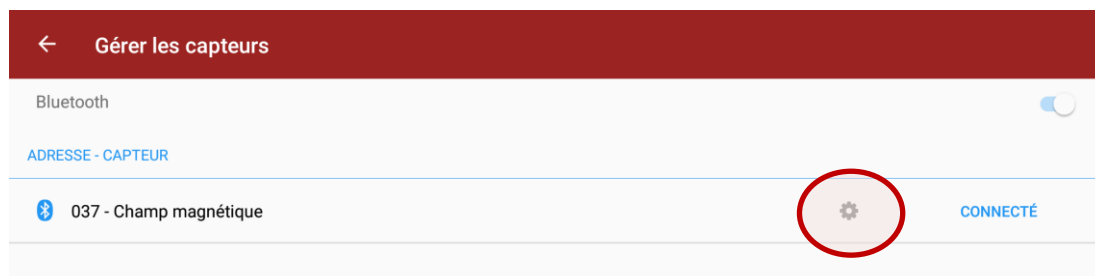 Gérer les capteurs
Bluetooth
ADRESSE - CAPTEUR
037 - Champ magnétique CONNECTÉ